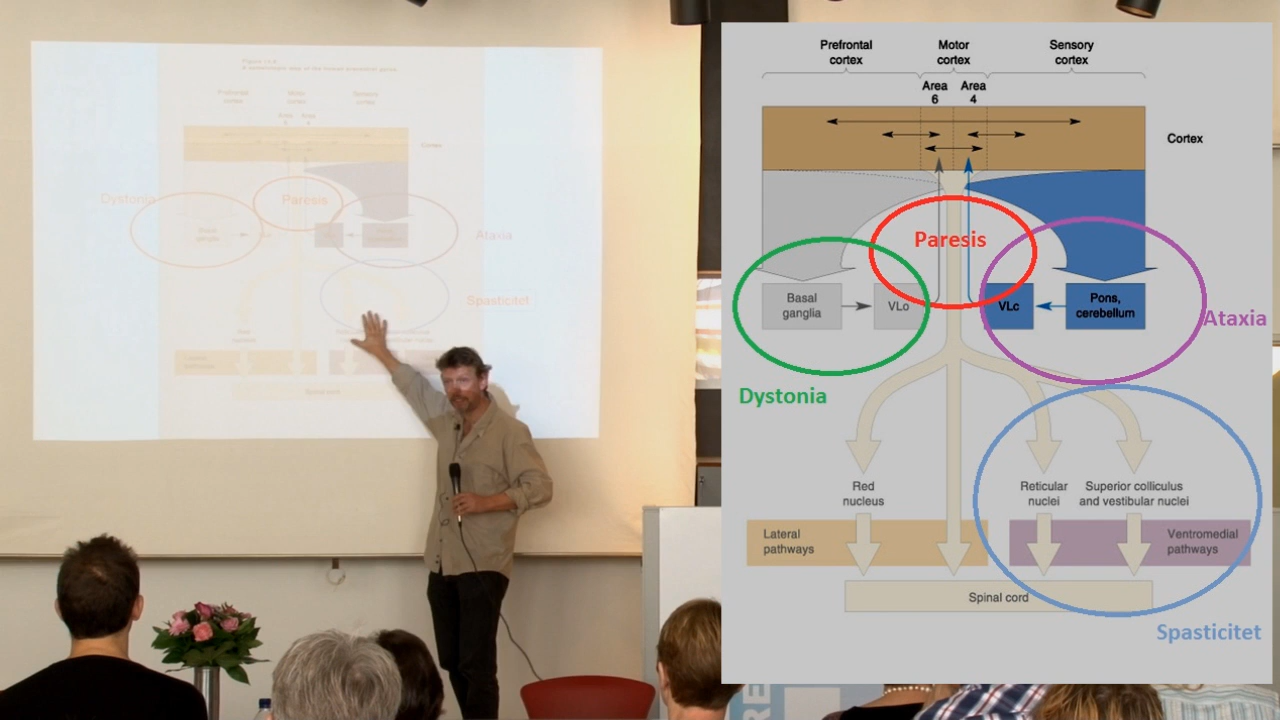 Dystonia
Paresis
Ataxia
Spasticitet
Prefrontal
cortex
Motor
cortex
Sensory
cortex
Area
6
Area
4
Cortex
Paresis
Basal
ganglia
VLo
VLc
Pons,
cerebellum
Ataxia
Dystonia
Red
nucleus
Reticular
nuclei
Superior colliculus
and vestibular nuclei
Lateral
pathways
Ventromedial
pathways
Spinal cord
Spasticitet